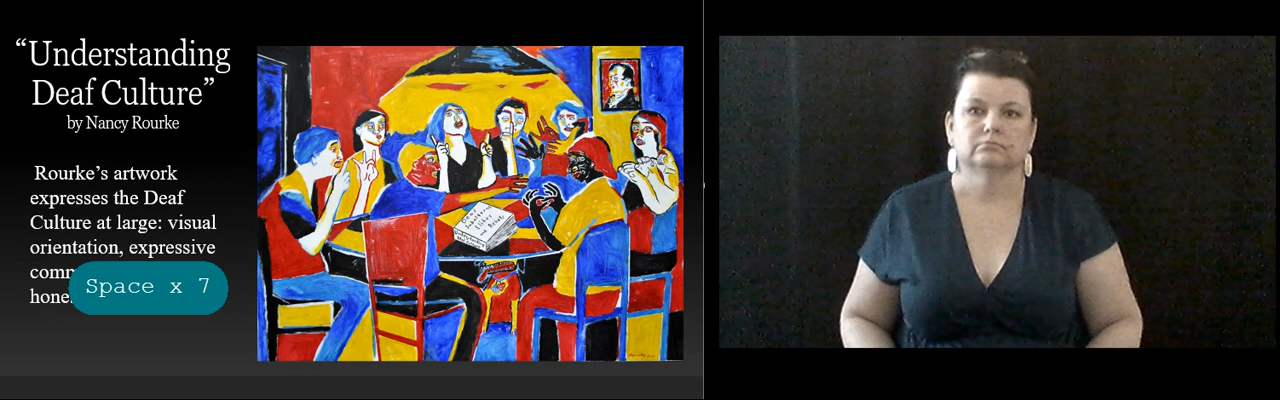 “Understanding
Deaf Culture”
by Nancy Rourke
Rourke’s artwork
expresses the Deaf
Culture at large: visual
orientation, expressive
Space x 7
Deaf